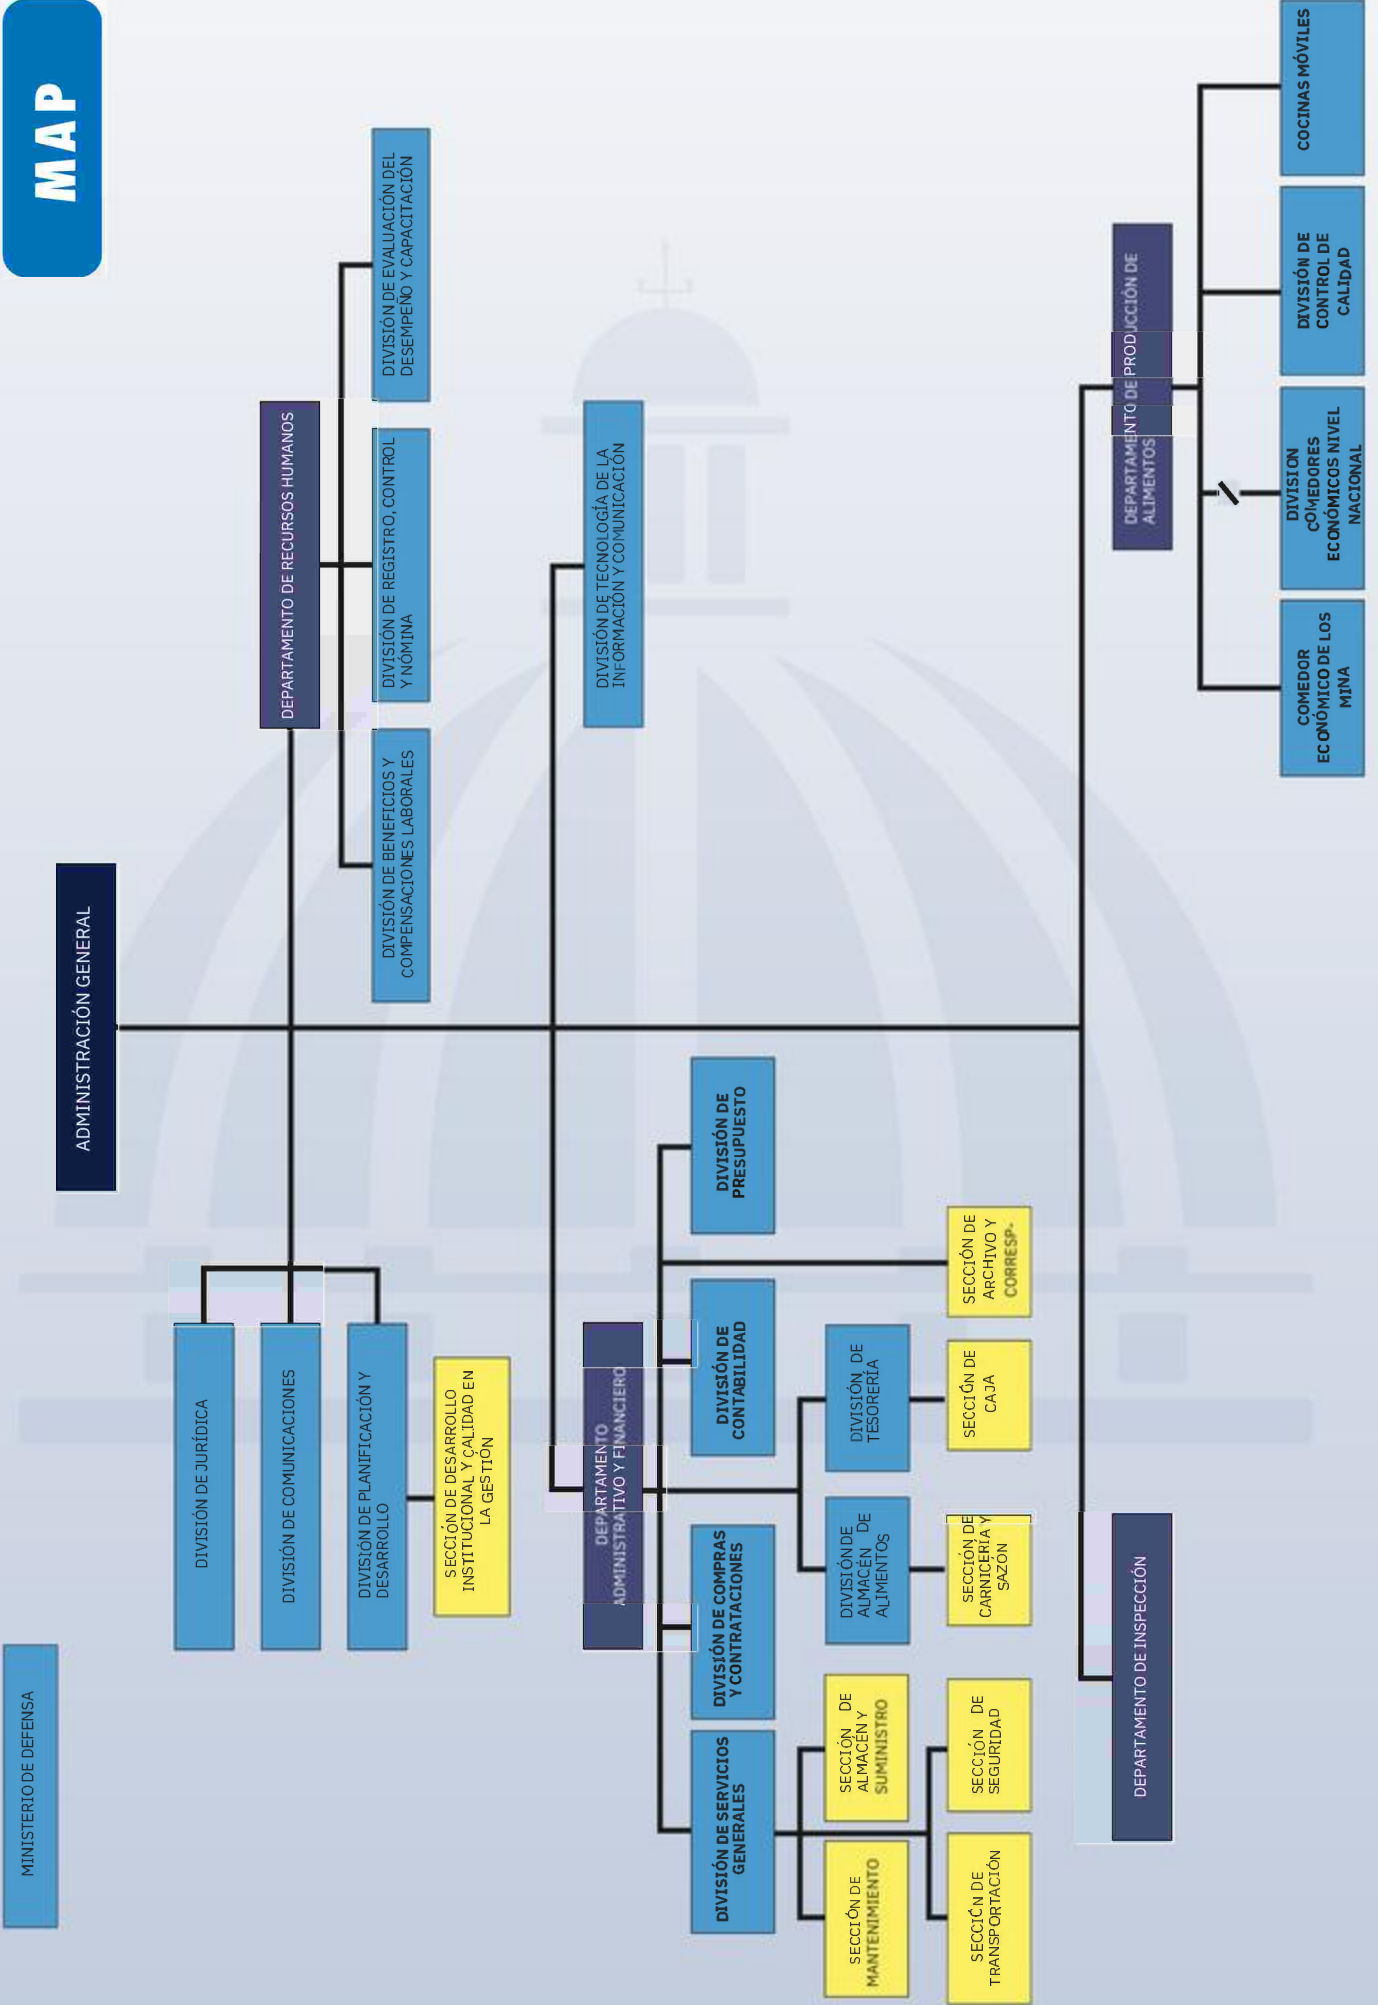 MINISTERIO DE DEFENSA
MAP
ADMINISTRACIÓN GENERAL
DIVISIÓN DE JURÍDICA
DIVISIÓN DE COMUNICACIONES
DIVISIÓN DE PLANIFICACIÓN Y
DESARROLLO
SECCIÓN DE DESARROLLO
INSTITUCIONAL Y CALIDAD EN
LA GESTIÓN
DEPARTAMENTO DE RECURSOS HUMANOS
DIVISIÓN DE BENEFICIOS Y
COMPENSACIONES LABORALES
DIVISIÓN DE REGISTRO, CONTROL
Y NÓMINA
DIVISIÓN DE EVALUACIÓN DEL
DESEMPEÑO Y CAPACITACIÓN
DEPARTAMENTO
ADMINISTRATIVO Y FINANCIERO
DIVISIÓN DE TECNOLOGÍA DE LA
INFORMACIÓN Y COMUNICACIÓN
DIVISIÓN DE SERVICIOS
GENERALES
DIVISIÓN DE COMPRAS
Y CONTRATACIONES
DIVISIÓN DE
CONTABILIDAD
DIVISIÓN DE
PRESUPUESTO
SECCIÓN DE
MANTENIMIENTO
SECCIÓN DE
ALMACÉN Y
SUMINISTRO
DIVISIÓN DE
ALMACÉN DE
ALIMENTOS
DIVISIÓN DE
TESORERÍA
SECCIÓN DE
TRANSPORTACIÓN
SECCIÓN DE
SEGURIDAD
SECCIÓN DE
CARNICERIA Y
SAZÓN
SECCIÓN DE
CAJA
SECCIÓN DE
ARCHIVO Y
CORRESP-
DEPARTAMENTO DE INSPECCIÓN
DEPARTAMENTO DE PRODUCCIÓN DE
ALIMENTOS
COMEDOR
ECONÓMICO DE LOS
MINA
DIVISION
COMEDORES
ECONÓMICOS NIVEL
NACIONAL
DIVISIÓN DE
CONTROL DE
CALIDAD
COCINAS MÓVILES